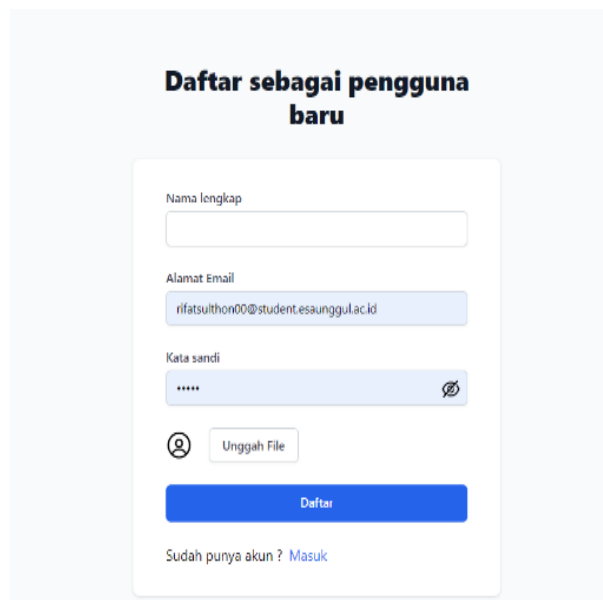 Daftar sebagai pengguna
baru
Nama lengkap
Alamat Email
rifatsulthon00@student.esaunggul.ac.id
Kata sandi
•••••
Unggah File
Daftar
Sudah punya akun ? Masuk